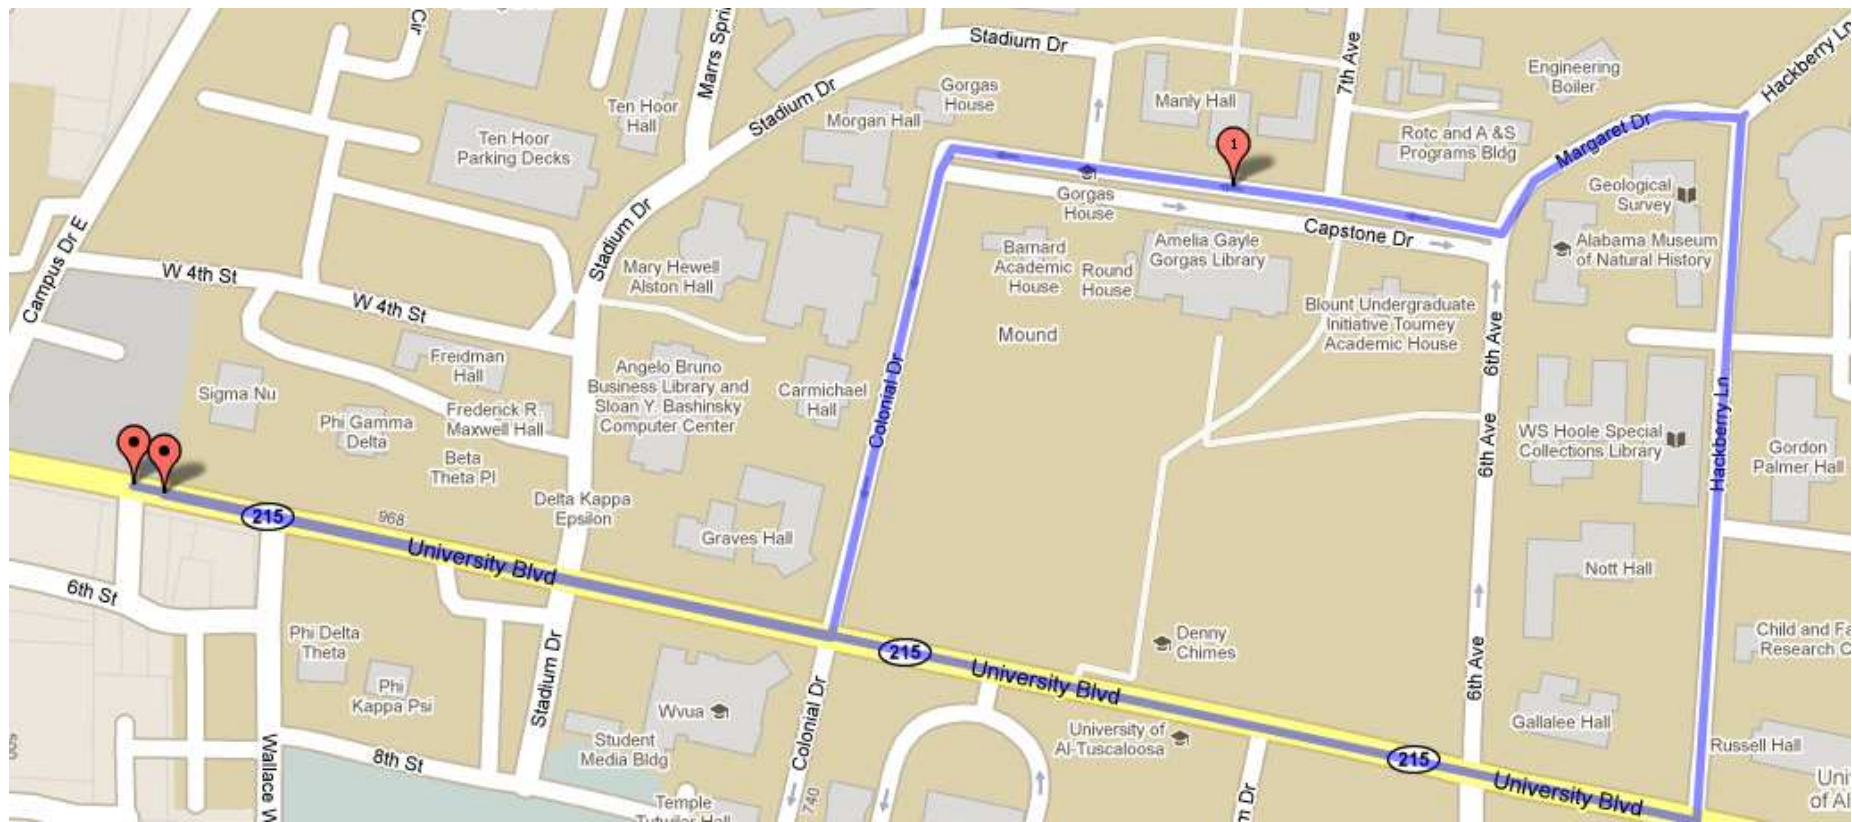 Cir
Marrs Spri
Stadium Dr
7th Ave
Hackberry Ln
Engineering
Boiler
Ten Hoor
Hall
Stadium Dr
Gorgas
House
Manly Hall
Ten Hoor
Parking Decks
Morgan Hall
1
Rotc and A &S
Programs Bldg
Margaret Dr
Geological
Survey
Gorgas
House
Capstone Dr
Campus Dr E
Stadium Dr
Mary Hewell
Alston Hall
Barnard
Academic
House
Round
House
Amelia Gayle
Gorgas Library
Alabama Museum
of Natural History
W 4th St
W 4th St
Mound
Blount Undergraduate
Initiative Tourney
Academic House
6th Ave
Freidman
Hall
Angelo Bruno
Business Library and
Sloan Y. Bashinsky
Computer Center
Carmichael
Hall
Colonial Dr
Hackberry Ln
Sigma Nu
Phi Gamma
Delta
Frederick R.
Maxwell Hall
6th Ave
WS Hoole Special
Collections Library
Gordon
Palmer Hall
Beta
Theta PI
Delta Kappa
Epsilon
215
968
Graves Hall
University Blvd
Nott Hall
6th St
Phi Delta
Theta
Denny
Chimes
Child and Fa
Research C
215
University Blvd
6th Ave
Phi
Kappa Psi
Stadium Dr
Wvua
Colonial Dr
University of
Al-Tuscaloosa
Gallalee Hall
Student
Media Bldg
8th St
Wallace W
215
Russell Hall
University Blvd
Uni
of Al
740
Temple
Tutwiler Hall
m Dr